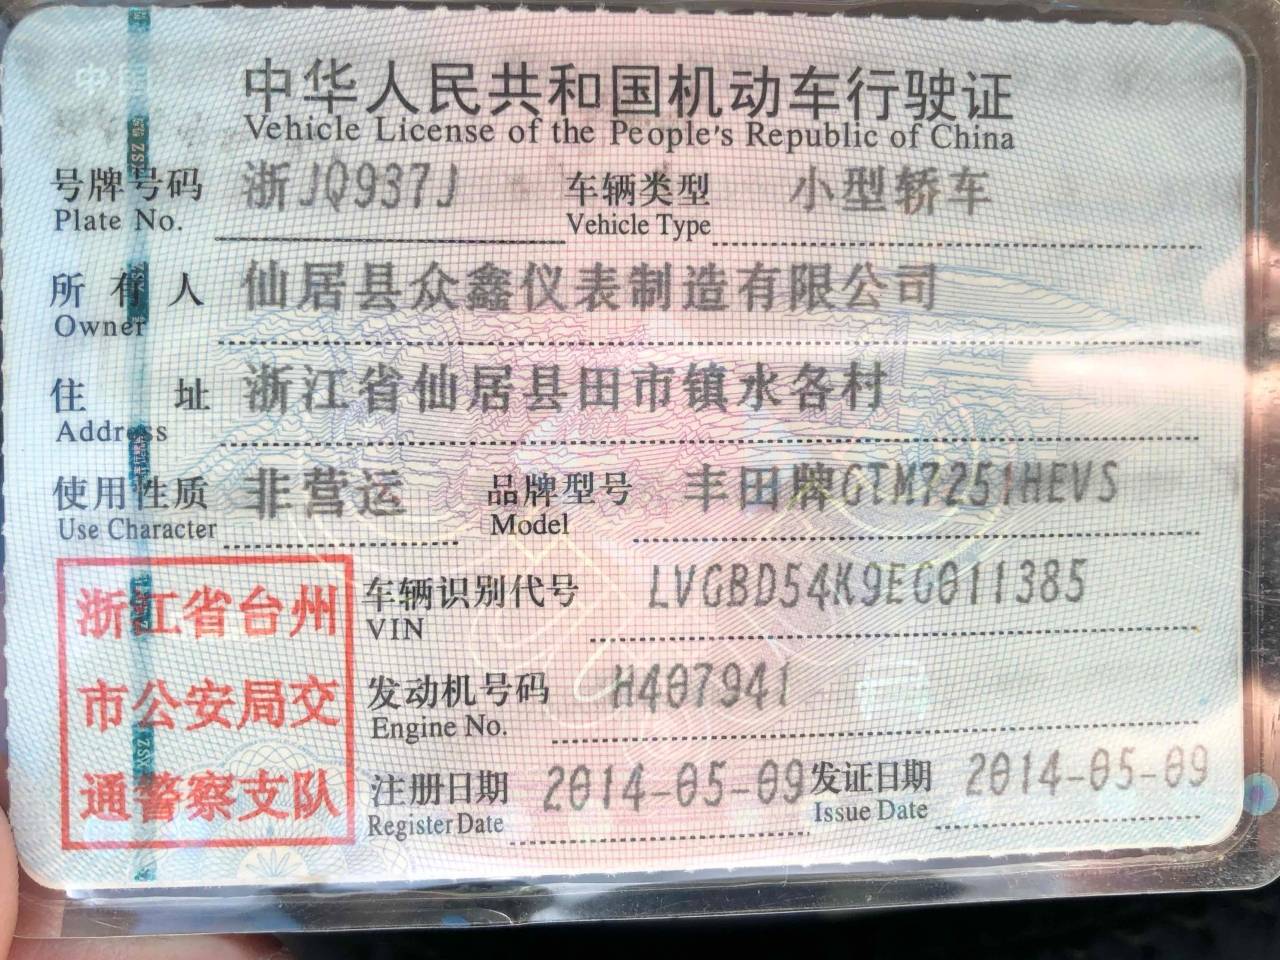 中华人民共和国机动车行驶证
Vehicle License of the People's Republic of China
号牌号码 浙JQ937J 车辆类型 小型轿车
Plate No. Vehicle Type
所有人 仙居县众鑫仪表制造有限公司
Owner
住址 浙江省仙居县田市镇水各村
Address
使用性质 非营运 品牌型号 丰田牌GTM7251HEVS
Use Character Model
车辆识别代号 LVGBD54K9EG011385
VIN
发动机号码 H407941
Engine No.
注册日期 2014-05-09 发证日期 2014-05-09
Register Date Issue Date
浙江省台州
市公安局交
通警察支队